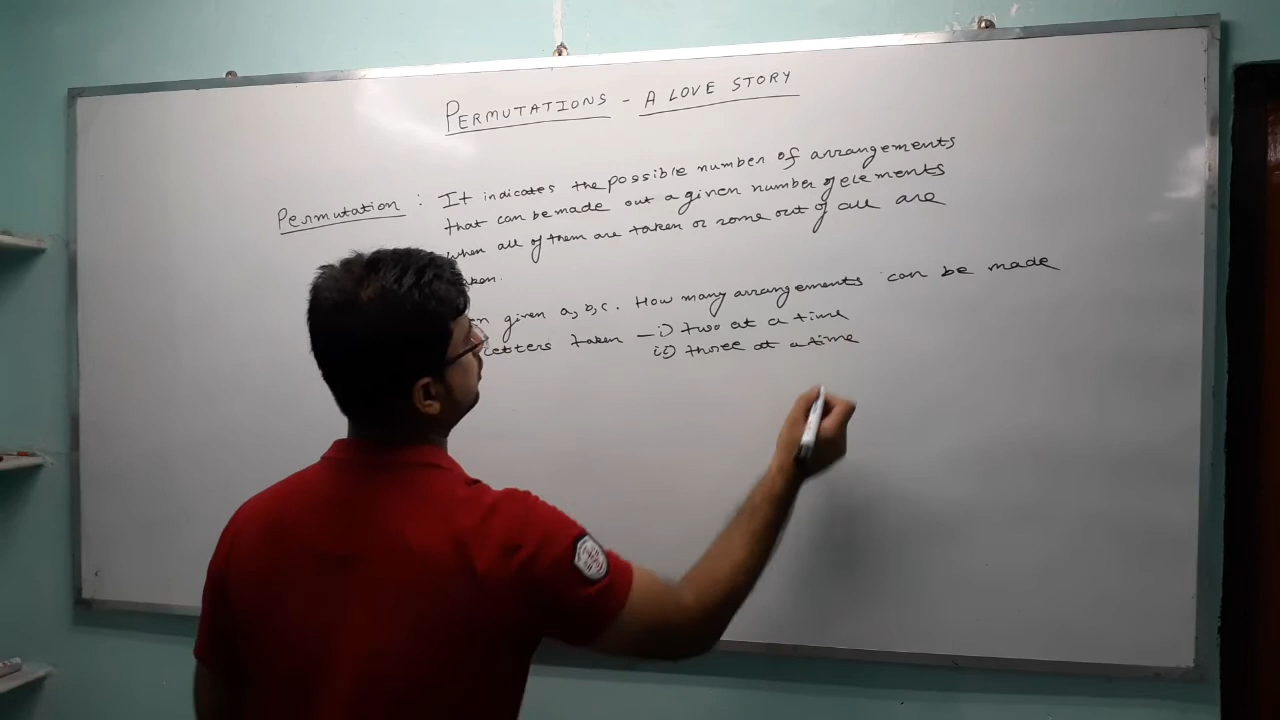 PERMUTATIONS - A LOVE STORY
Permutation : It indicates the possible number of arrangements
that can be made out a given number of elements
when all of them are taken or some out of all are
taken.
given a, b, c. How many arrangements can be made
letters taken - i) two at a time
ii) three at a time